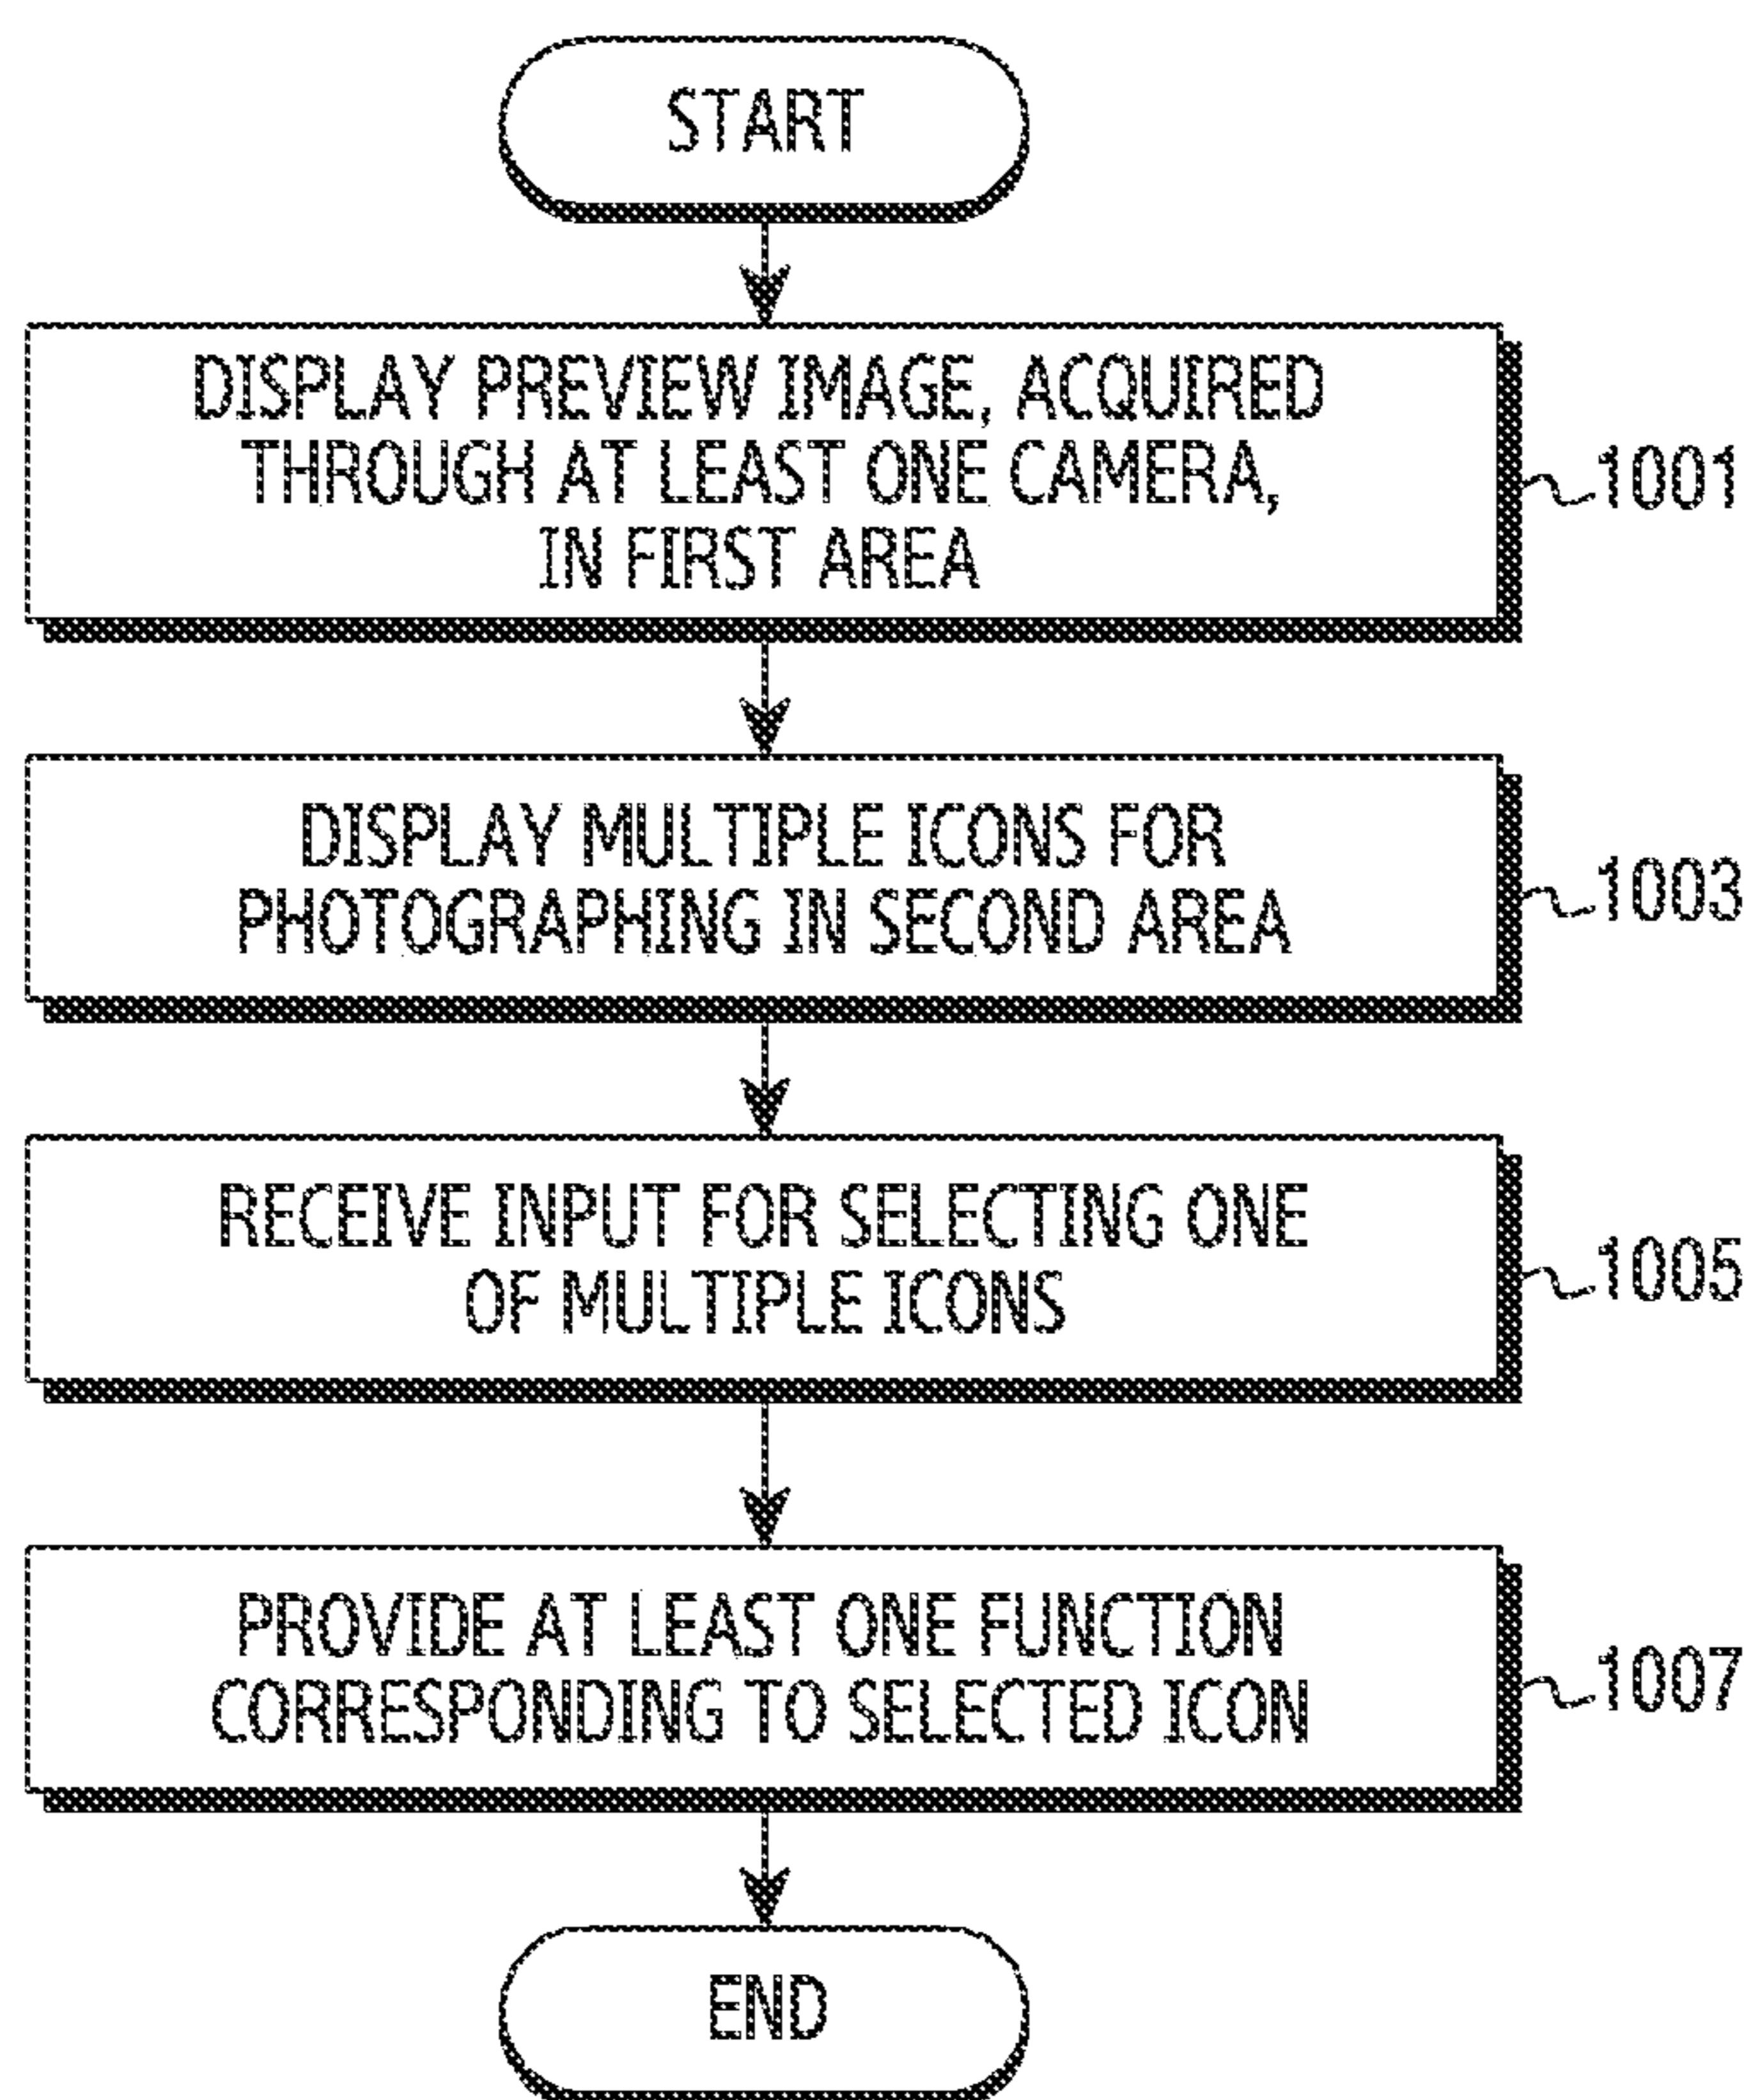 START
DISPLAY PREVIEW IMAGE, ACQUIRED
THROUGH AT LEAST ONE CAMERA,
IN FIRST AREA
1001
DISPLAY MULTIPLE ICONS FOR
PHOTOGRAPHING IN SECOND AREA
1003
RECEIVE INPUT FOR SELECTING ONE
OF MULTIPLE ICONS
1005
PROVIDE AT LEAST ONE FUNCTION
CORRESPONDING TO SELECTED ICON
1007
END